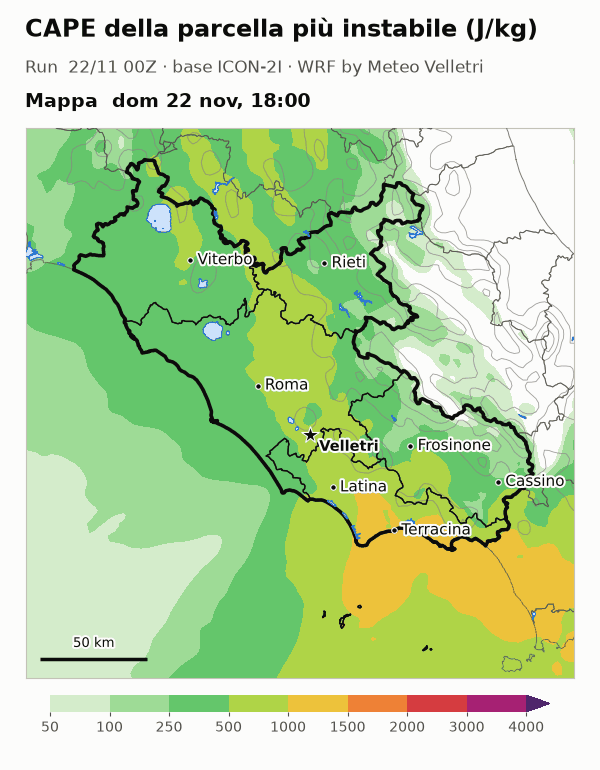 CAPE della parcella più instabile (J/kg)
Run  22/11 00Z · base ICON-2I · WRF by Meteo Velletri
Mappa  dom 22 nov, 18:00
Viterbo
Rieti
Roma
Velletri
Frosinone
Cassino
Latina
Terracina
50 km
50 100 250 500 1000 1500 2000 3000 4000